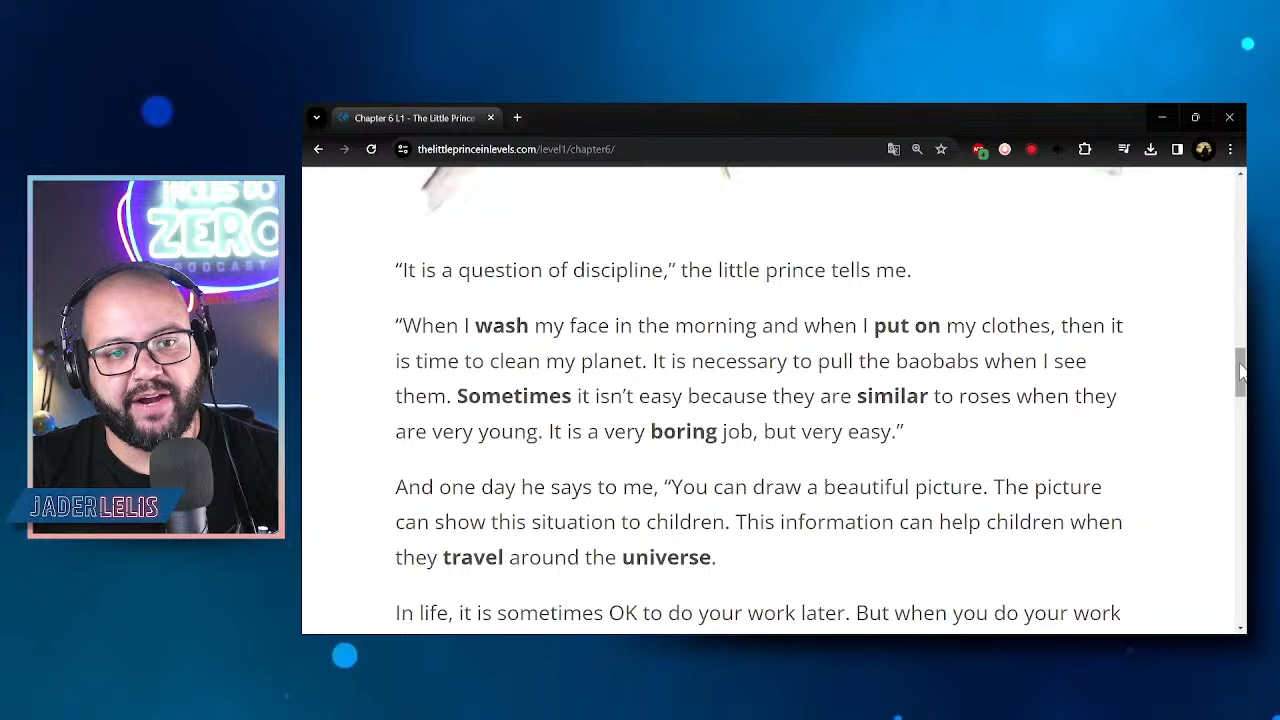 Chapter 6 L1 - The Little Prince
thelittleprinceinlevels.com/level1/chapter6/
ZERO
PODCAST
JADERLELIS
“It is a question of discipline,” the little prince tells me.
“When I wash my face in the morning and when I put on my clothes, then it
is time to clean my planet. It is necessary to pull the baobabs when I see
them. Sometimes it isn’t easy because they are similar to roses when they
are very young. It is a very boring job, but very easy.”
And one day he says to me, “You can draw a beautiful picture. The picture
can show this situation to children. This information can help children when
they travel around the universe.
In life, it is sometimes OK to do your work later. But when you do your work